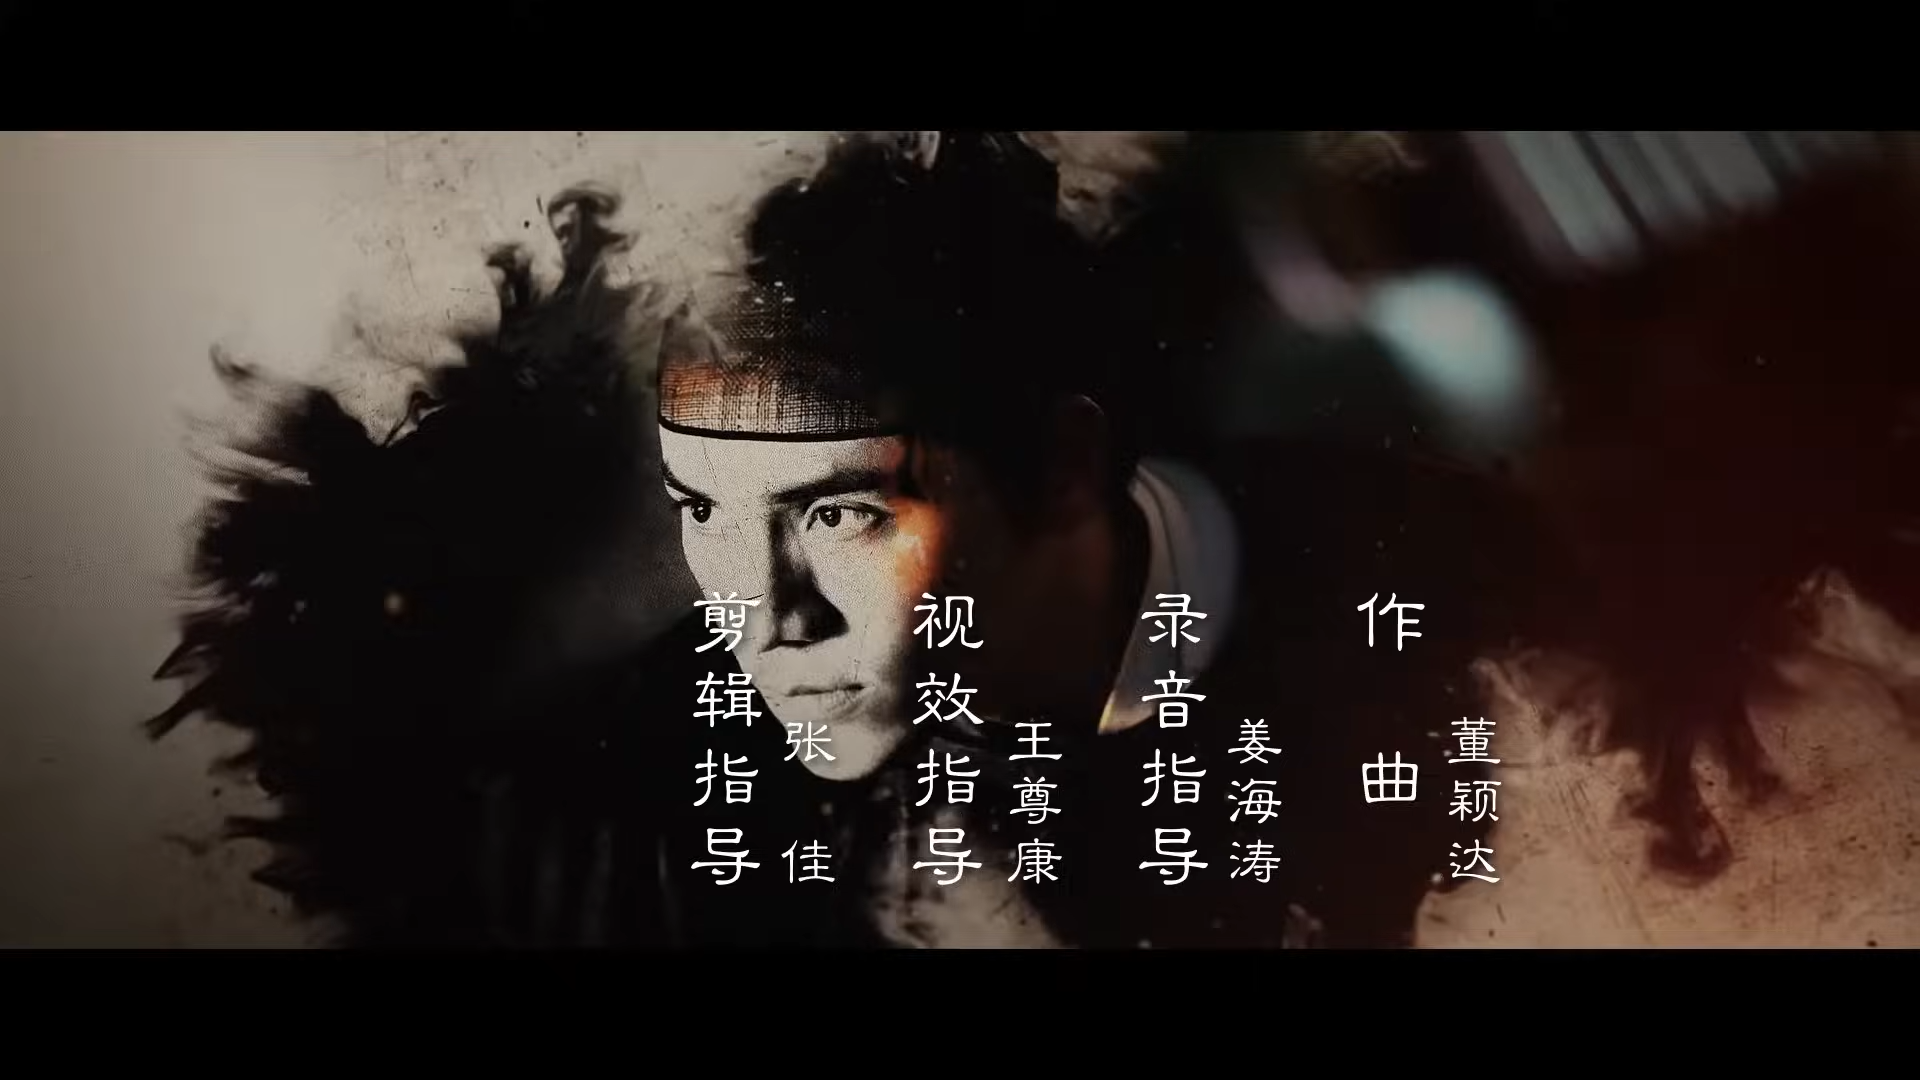 作曲
董颖达
录音指导
姜海涛
视效指导
王尊康
剪辑指导
张佳